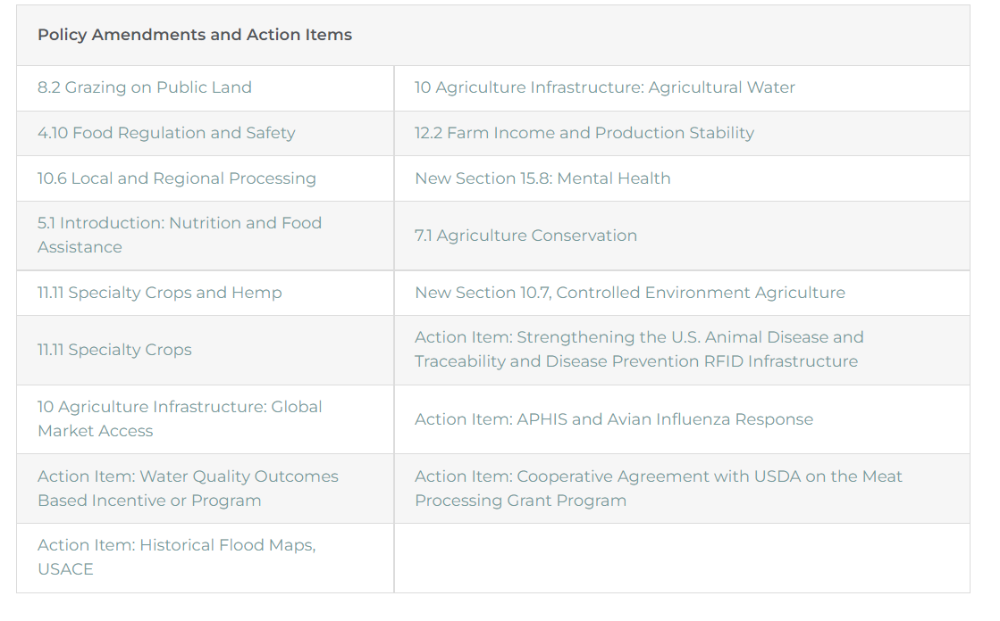 Policy Amendments and Action Items
8.2 Grazing on Public Land
10 Agriculture Infrastructure: Agricultural Water
4.10 Food Regulation and Safety
12.2 Farm Income and Production Stability
10.6 Local and Regional Processing
New Section 15.8: Mental Health
5.1 Introduction: Nutrition and Food
Assistance
7.1 Agriculture Conservation
11.11 Specialty Crops and Hemp
New Section 10.7, Controlled Environment Agriculture
11.11 Specialty Crops
Action Item: Strengthening the U.S. Animal Disease and
Traceability and Disease Prevention RFID Infrastructure
10 Agriculture Infrastructure: Global
Market Access
Action Item: APHIS and Avian Influenza Response
Action Item: Water Quality Outcomes
Based Incentive or Program
Action Item: Cooperative Agreement with USDA on the Meat
Processing Grant Program
Action Item: Historical Flood Maps,
USACE